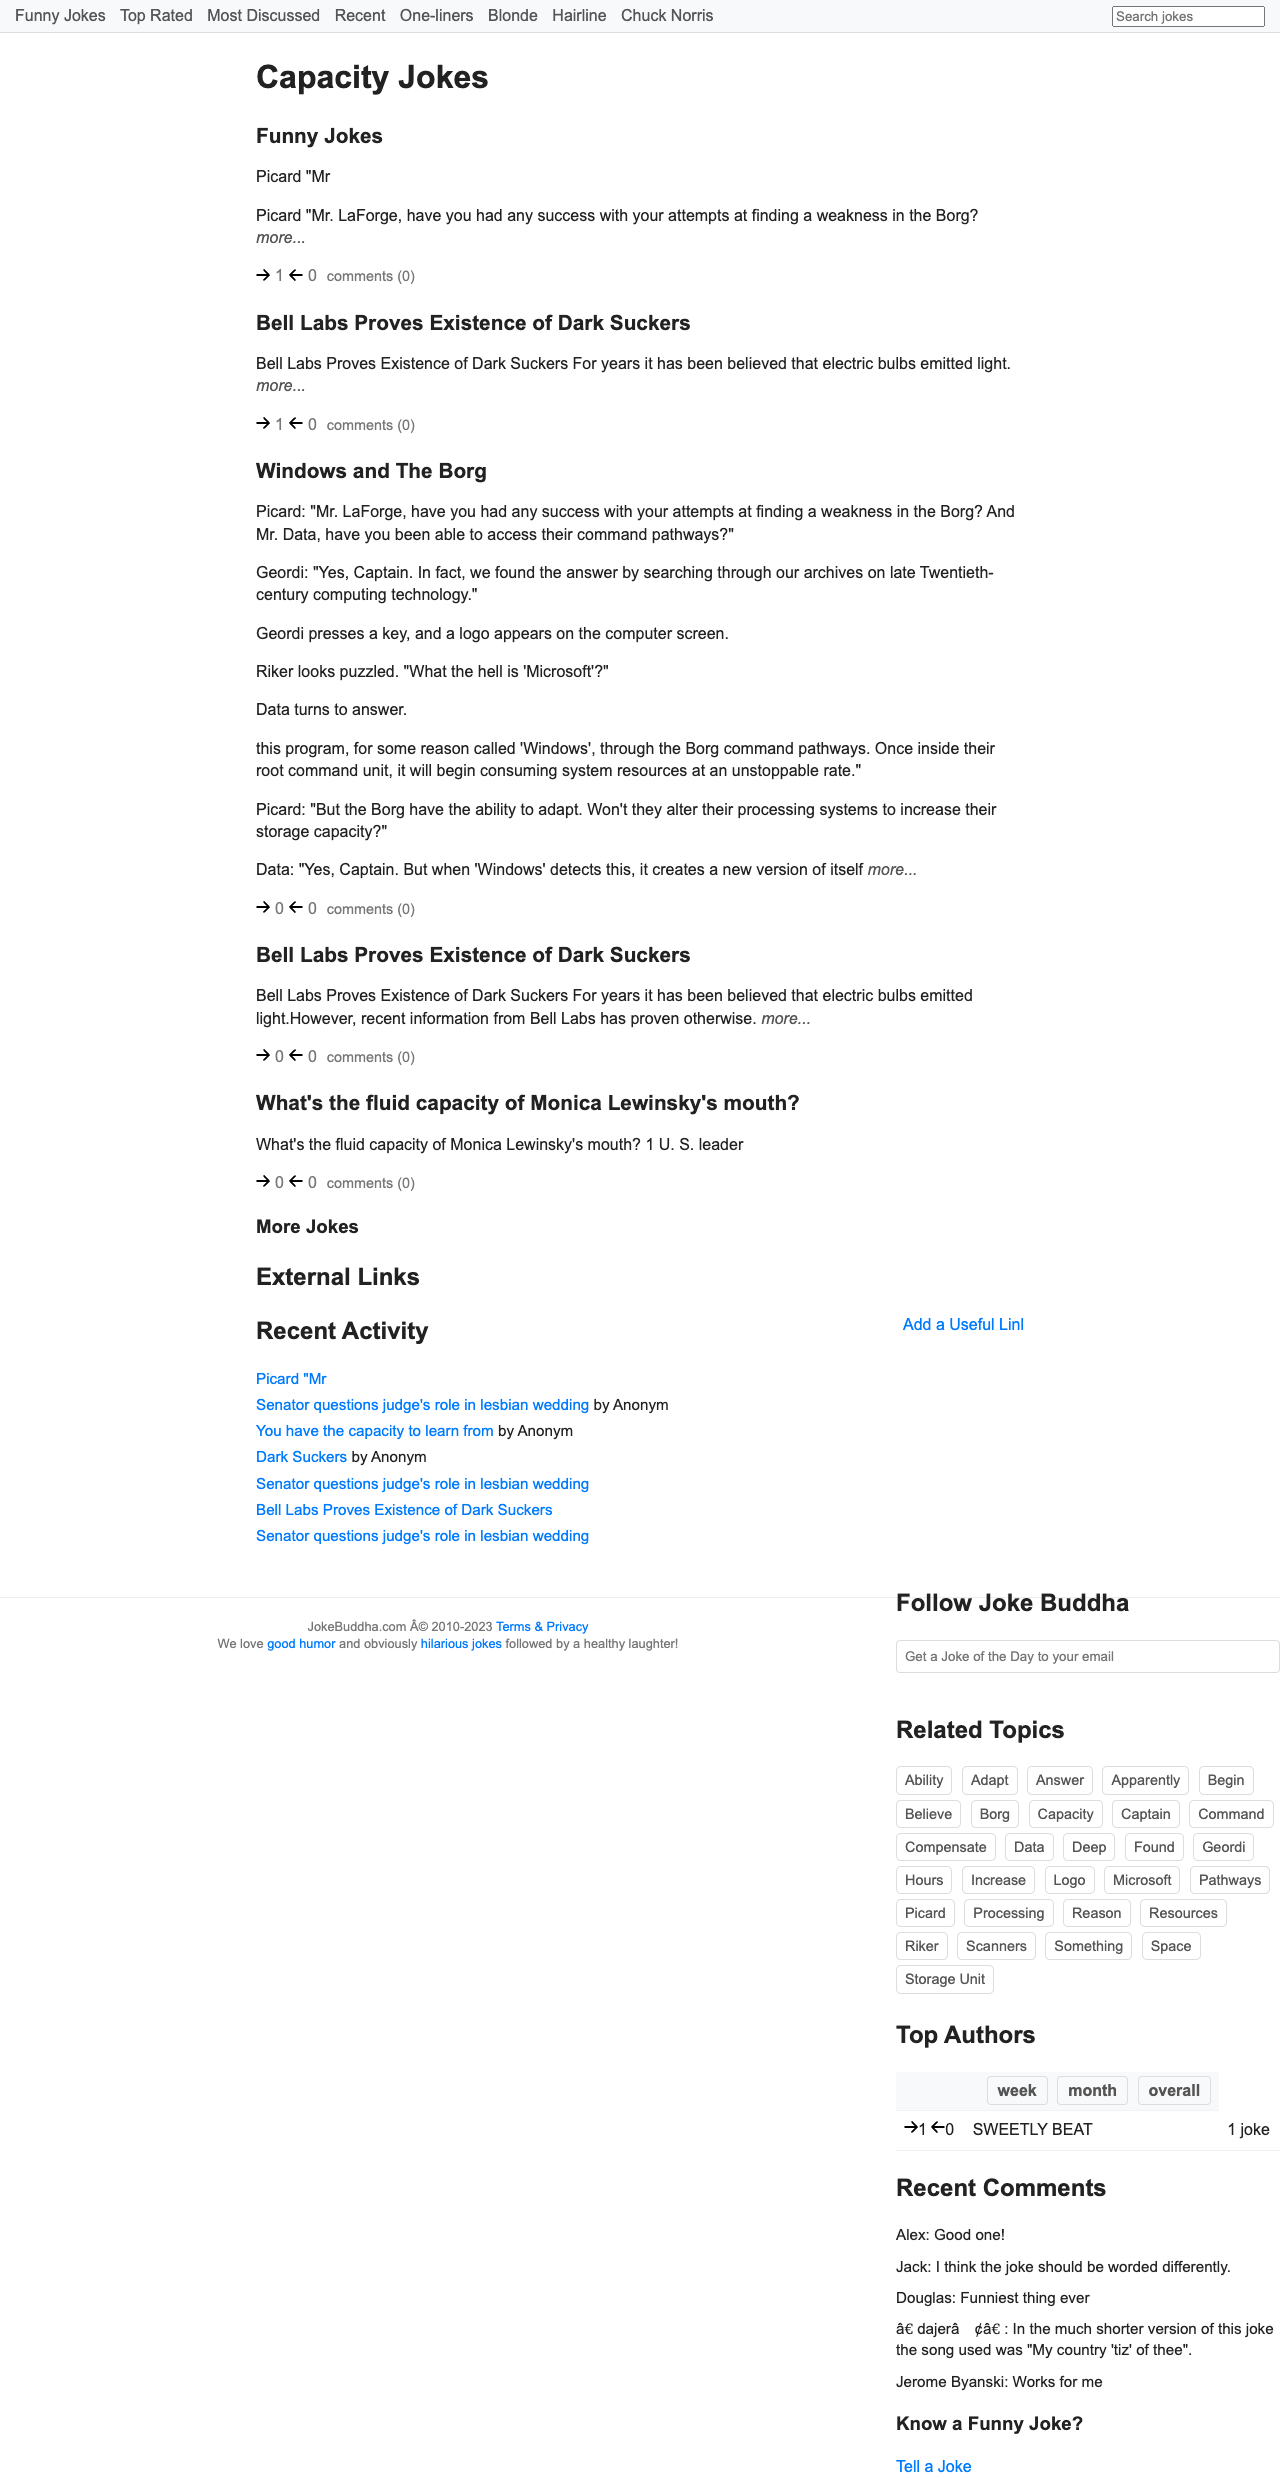 Funny Jokes Top Rated Most Discussed Recent One-liners Blonde Hairline Chuck Norris Search jokes
Capacity Jokes
Funny Jokes
Picard "Mr
Picard "Mr. LaForge, have you had any success with your attempts at finding a weakness in the Borg?
more...
1 0 comments (0)
Bell Labs Proves Existence of Dark Suckers
Bell Labs Proves Existence of Dark Suckers For years it has been believed that electric bulbs emitted light.
more...
1 0 comments (0)
Windows and The Borg
Picard: "Mr. LaForge, have you had any success with your attempts at finding a weakness in the Borg? And
Mr. Data, have you been able to access their command pathways?"
Geordi: "Yes, Captain. In fact, we found the answer by searching through our archives on late Twentieth-
century computing technology."
Geordi presses a key, and a logo appears on the computer screen.
Riker looks puzzled. "What the hell is 'Microsoft'?"
Data turns to answer.
this program, for some reason called 'Windows', through the Borg command pathways. Once inside their
root command unit, it will begin consuming system resources at an unstoppable rate."
Picard: "But the Borg have the ability to adapt. Won't they alter their processing systems to increase their
storage capacity?"
Data: "Yes, Captain. But when 'Windows' detects this, it creates a new version of itself more...
0 0 comments (0)
Bell Labs Proves Existence of Dark Suckers
Bell Labs Proves Existence of Dark Suckers For years it has been believed that electric bulbs emitted
light.However, recent information from Bell Labs has proven otherwise. more...
0 0 comments (0)
What's the fluid capacity of Monica Lewinsky's mouth?
What's the fluid capacity of Monica Lewinsky's mouth? 1 U. S. leader
0 0 comments (0)
More Jokes
External Links
Add a Useful Linl
Recent Activity
Picard "Mr
Senator questions judge's role in lesbian wedding by Anonym
You have the capacity to learn from by Anonym
Dark Suckers by Anonym
Senator questions judge's role in lesbian wedding
Bell Labs Proves Existence of Dark Suckers
Senator questions judge's role in lesbian wedding
JokeBuddha.com Â© 2010-2023 Terms & Privacy
We love good humor and obviously hilarious jokes followed by a healthy laughter!
Follow Joke Buddha
Get a Joke of the Day to your email
Related Topics
Ability Adapt Answer Apparently Begin
Believe Borg Capacity Captain Command
Compensate Data Deep Found Geordi
Hours Increase Logo Microsoft Pathways
Picard Processing Reason Resources
Riker Scanners Something Space
Storage Unit
Top Authors
week month overall
1 0 SWEETLY BEAT 1 joke
Recent Comments
Alex: Good one!
Jack: I think the joke should be worded differently.
Douglas: Funniest thing ever
â€ dajerâ ¢â€ : In the much shorter version of this joke
the song used was "My country 'tiz' of thee".
Jerome Byanski: Works for me
Know a Funny Joke?
Tell a Joke